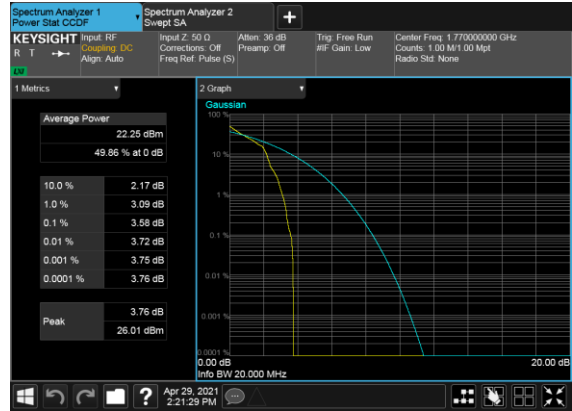 Spectrum Analyzer 1
Power Stat CCDF
Spectrum Analyzer 2
Swept SA
KEYSIGHT
R T
LXI
Input: RF
Coupling: DC
Align: Auto
Input Z: 50 Ω
Corrections: Off
Freq Ref: Pulse (S)
Atten: 36 dB
Preamp: Off
Trig: Free Run
#IF Gain: Low
Center Freq: 1.770000000 GHz
Counts: 1.00 M/1.00 Mpt
Radio Std: None
1 Metrics
Average Power
22.25 dBm
49.86 % at 0 dB
10.0 % 2.17 dB
1.0 % 3.09 dB
0.1 % 3.58 dB
0.01 % 3.72 dB
0.001 % 3.75 dB
0.0001 % 3.76 dB
Peak
3.76 dB
26.01 dBm
2 Graph
Gaussian
100 %
10 %
1 %
0.1 %
0.01 %
0.001 %
0.0001 %
0.00 dB 20.00 dB
Info BW 20.000 MHz
?
Apr 29, 2021
2:21:29 PM